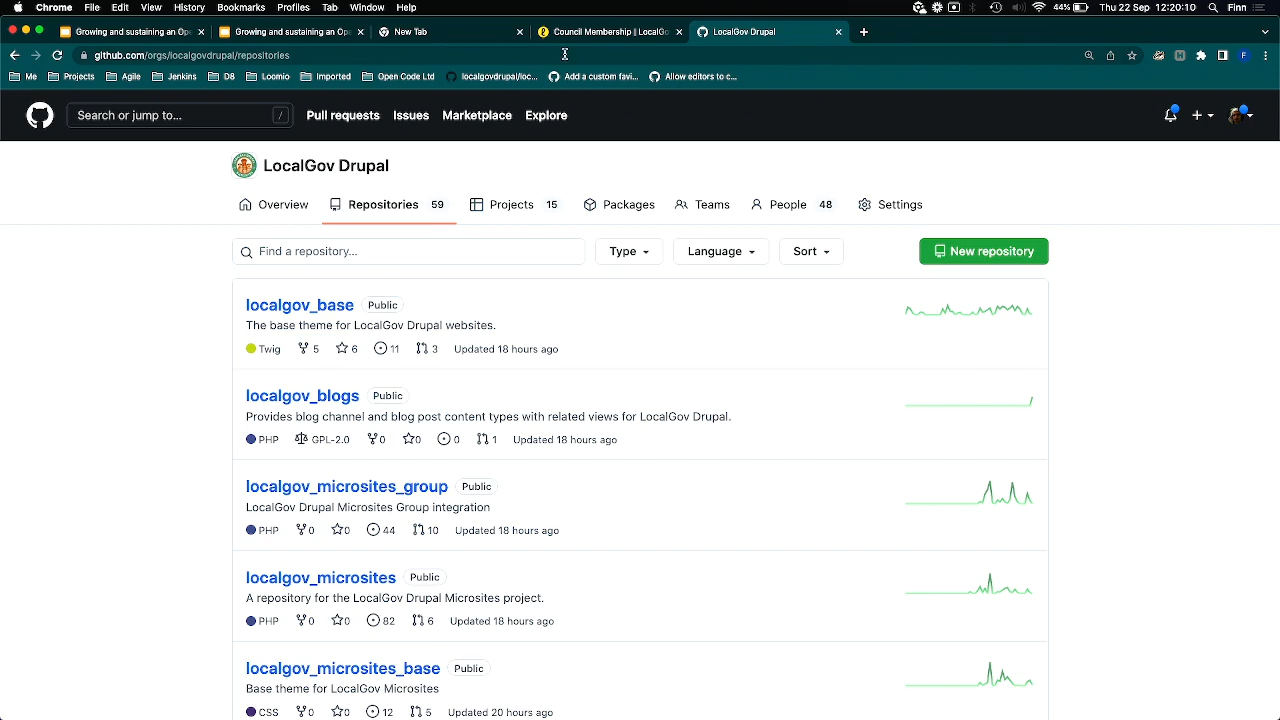 Chrome File Edit View History Bookmarks Profiles Tab Window Help 44% Thu 22 Sep 12:20:10 Finn
Growing and sustaining an Ope Growing and sustaining an Ope New Tab Council Membership | LocalGo LocalGov Drupal
github.com/orgs/localgovdrupal/repositories
Me Projects Agile Jenkins D8 Loomio Imported Open Code Ltd localgovdrupal/loc... Add a custom favi... Allow editors to c...
Search or jump to... / Pull requests Issues Marketplace Explore
LocalGov Drupal
Overview Repositories 59 Projects 15 Packages Teams People 48 Settings
Find a repository... Type Language Sort New repository
localgov_base Public
The base theme for LocalGov Drupal websites.
Twig 5 6 11 3 Updated 18 hours ago
localgov_blogs Public
Provides blog channel and blog post content types with related views for LocalGov Drupal.
PHP GPL-2.0 0 0 0 1 Updated 18 hours ago
localgov_microsites_group Public
LocalGov Drupal Microsites Group integration
PHP 0 0 44 10 Updated 18 hours ago
localgov_microsites Public
A repository for the LocalGov Drupal Microsites project.
PHP 0 0 82 6 Updated 18 hours ago
localgov_microsites_base Public
Base theme for LocalGov Microsites
CSS 0 0 12 5 Updated 20 hours ago